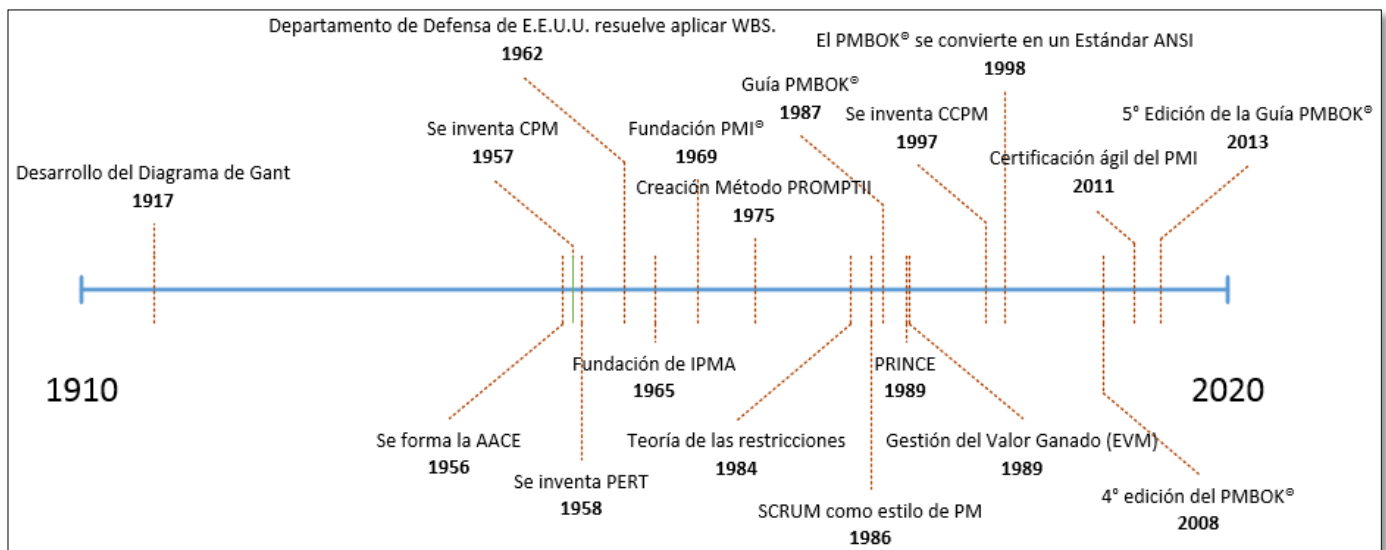 Departamento de Defensa de E.E.U.U. resuelve aplicar WBS.
1962
El PMBOK® se convierte en un Estándar ANSI
1998
Guía PMBOK®
1987
Se inventa CPM
1957
Fundación PMI®
1969
Se inventa CCPM
1997
5° Edición de la Guía PMBOK®
2013
Desarrollo del Diagrama de Gant
1917
Creación Método PROMPTII
1975
Certificación ágil del PMI
2011
1910
2020
Fundación de IPMA
1965
PRINCE
1989
Se forma la AACE
1956
Teoría de las restricciones
1984
Gestión del Valor Ganado (EVM)
1989
Se inventa PERT
1958
SCRUM como estilo de PM
1986
4° edición del PMBOK®
2008